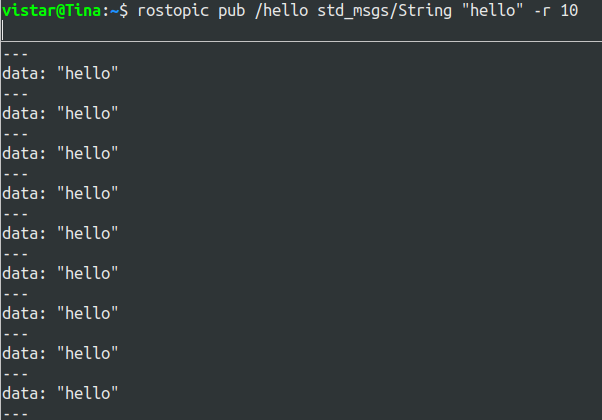 vistar@Tina:~$ rostopic pub /hello std_msgs/String "hello" -r 10
---
data: "hello"
---
data: "hello"
---
data: "hello"
---
data: "hello"
---
data: "hello"
---
data: "hello"
---
data: "hello"
---
data: "hello"
---
data: "hello"
---